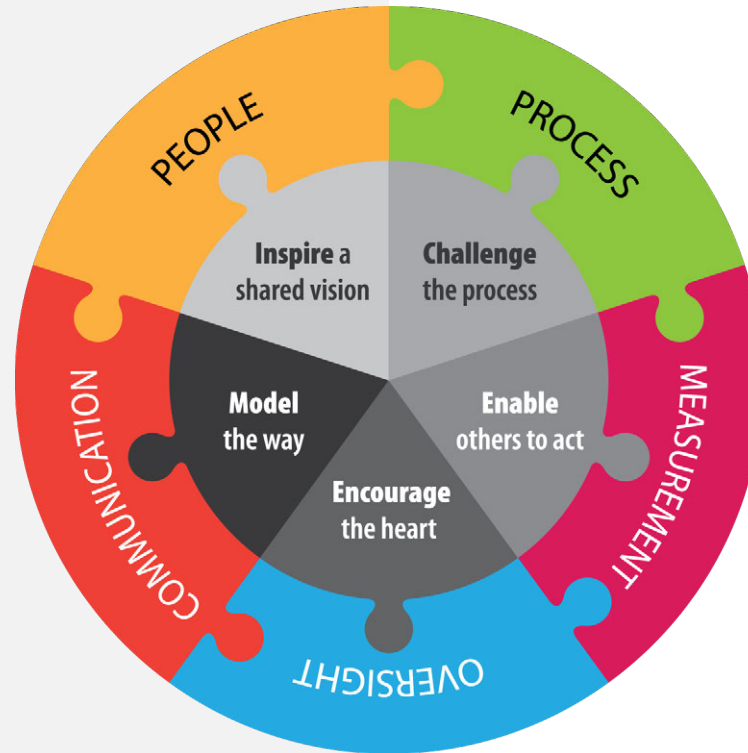 PEOPLE
PROCESS
MEASUREMENT
OVERSIGHT
COMMUNICATION
Inspire a
shared vision
Challenge
the process
Enable
others to act
Encourage
the heart
Model
the way